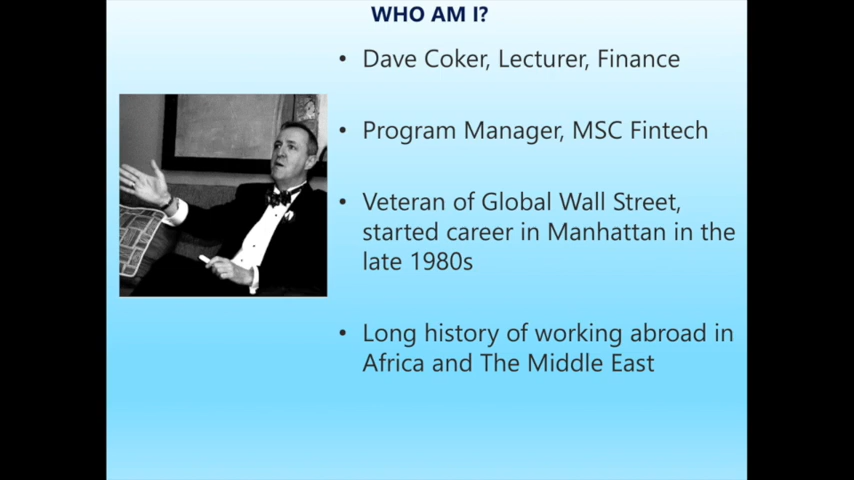 WHO AM I?
• Dave Coker, Lecturer, Finance
• Program Manager, MSC Fintech
• Veteran of Global Wall Street,
started career in Manhattan in the
late 1980s
• Long history of working abroad in
Africa and The Middle East